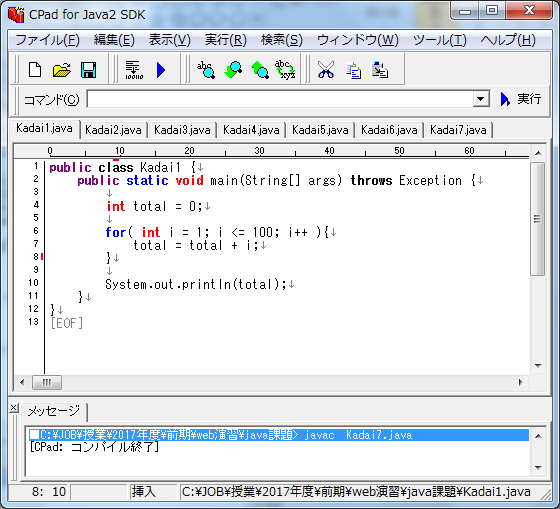 CPad for Java2 SDK
ファイル(F) 編集(E) 表示(V) 実行(R) 検索(S) ウィンドウ(W) ツール(T) ヘルプ(H)
コマンド(C) 実行
Kadai1.java Kadai2.java Kadai3.java Kadai4.java Kadai5.java Kadai6.java Kadai7.java
0 10 20 30 40 50 60
1 public class Kadai1 {↓
2 public static void main(String[] args) throws Exception {↓
3 ↓
4 int total = 0;↓
5 ↓
6 for( int i = 1; i <= 100; i++ ){↓
7 total = total + i;↓
8 }↓
9 ↓
10 System.out.println(total);↓
11 }↓
12 }↓
13 [EOF]
メッセージ
C:¥JOB¥授業¥2017年度¥前期¥web演習¥java課題> javac Kadai7.java
[CPad: コンパイル終了]
8: 10 挿入 C:¥JOB¥授業¥2017年度¥前期¥web演習¥java課題¥Kadai1.java